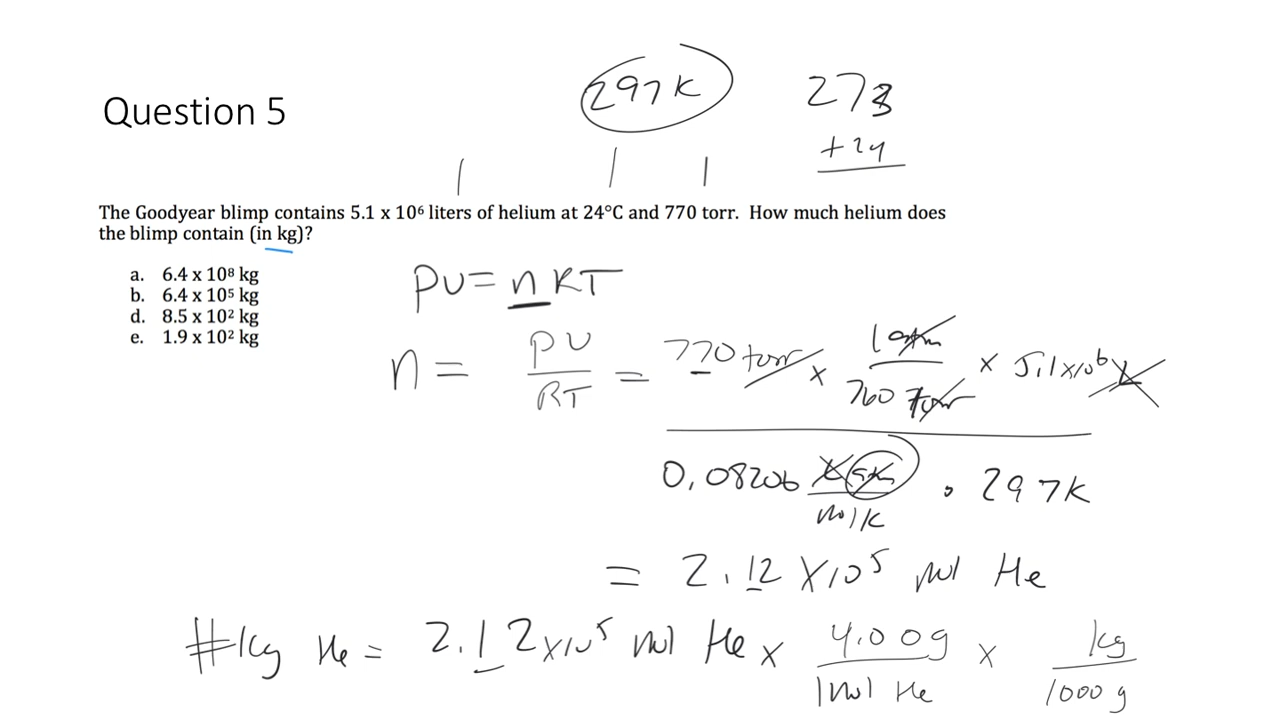 297K
273
Question 5
+24
The Goodyear blimp contains 5.1 x 10⁶ liters of helium at 24°C and 770 torr. How much helium does
the blimp contain (in kg)?
a. 6.4 x 10⁸ kg
b. 6.4 x 10⁵ kg
d. 8.5 x 10² kg
e. 1.9 x 10² kg
PV = nRT
n = PV/RT = 770 torr x 1 atm/760 torr x 5.1x10⁶ L
0.08206 L atm/mol K . 297K
= 2.12 x10⁵ mol He
#kg He = 2.12x10⁵ mol He x 4.00g/1mol He x kg/1000 g